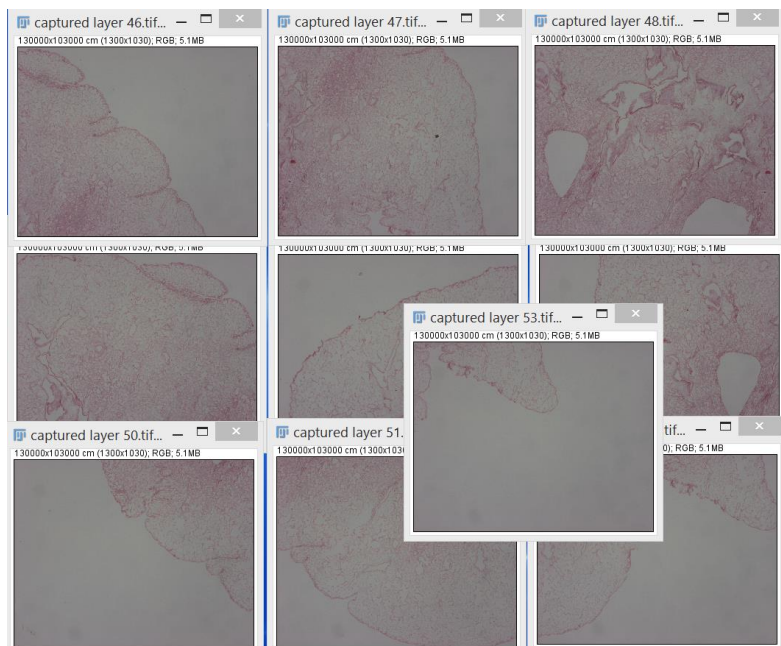 captured layer 46.tif...
130000x103000 cm (1300x1030); RGB; 5.1MB
captured layer 47.tif...
130000x103000 cm (1300x1030); RGB; 5.1MB
captured layer 48.tif...
130000x103000 cm (1300x1030); RGB; 5.1MB
130000x103000 cm (1300x1030); RGB; 5.1MB
130000x103000 cm (1300x1030); RGB; 5.1MB
130000x103000 cm (1300x1030); RGB; 5.1MB
captured layer 53.tif...
130000x103000 cm (1300x1030); RGB; 5.1MB
captured layer 50.tif...
130000x103000 cm (1300x1030); RGB; 5.1MB
captured layer 51.
130000x103000 cm (1300x1030
tif...
0); RGB; 5.1MB